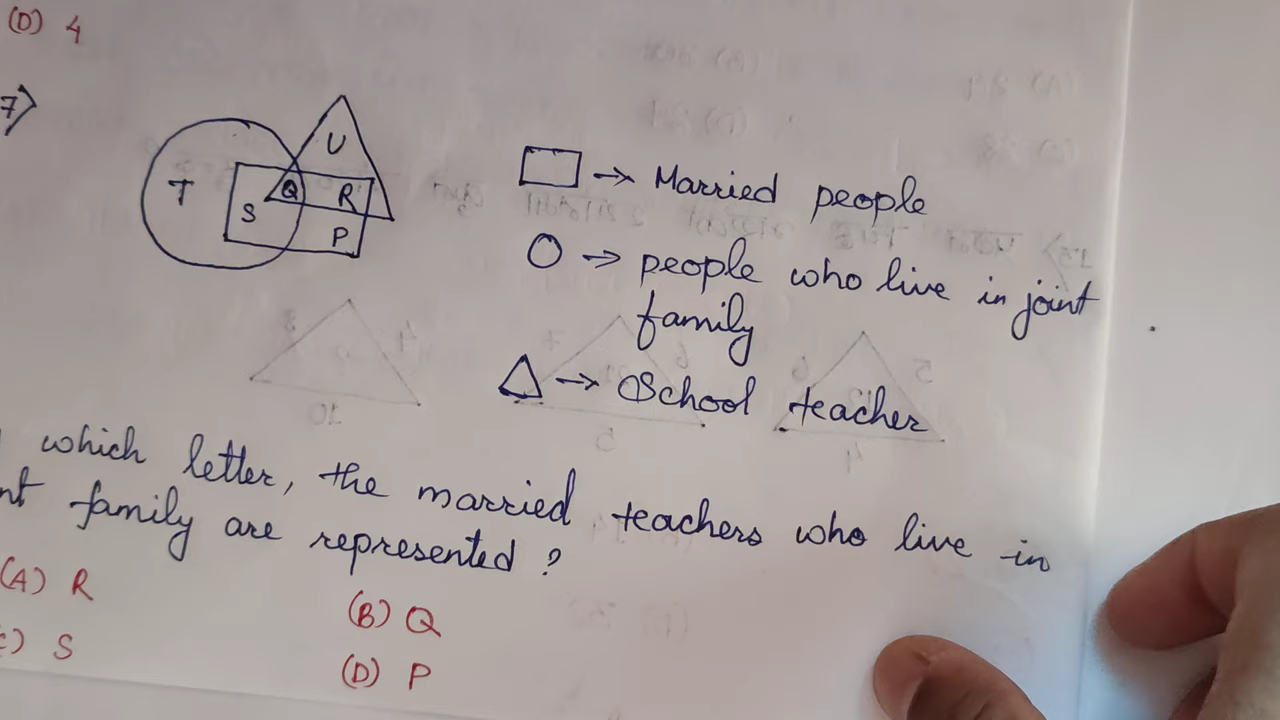 (D) 4
7>
U
T
Q
R
S
P
→ Married people
→ people who live in joint
family
→ School teacher
which letter, the married teachers who live in
nt family are represented ?
(A) R
(B) Q
) S
(D) P